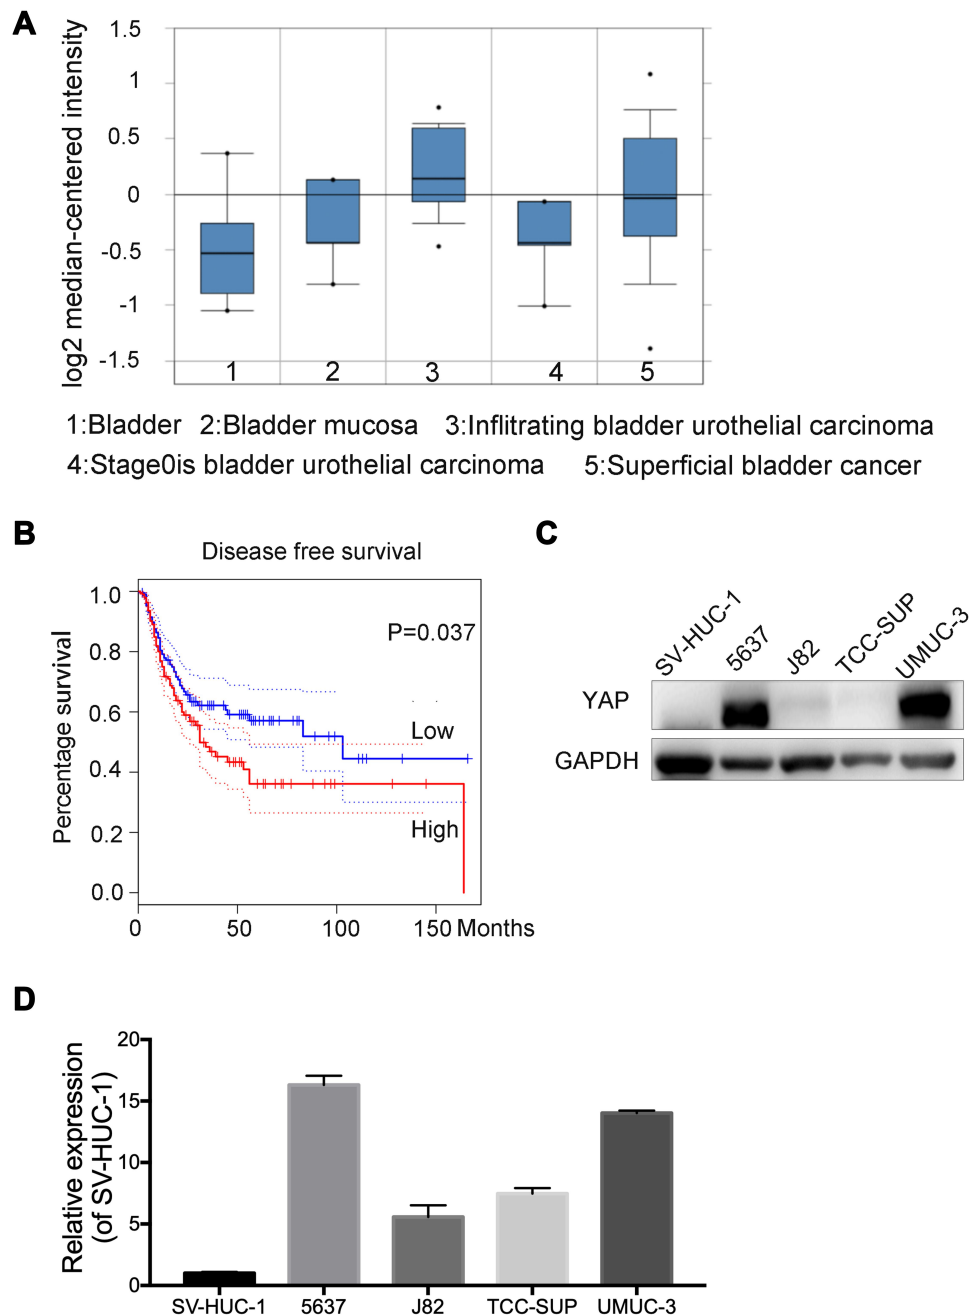 A
log2 median-centered intensity
1.5
1
0.5
0
-0.5
-1
-1.5
1 2 3 4 5
1:Bladder 2:Bladder mucosa 3:Inflitrating bladder urothelial carcinoma
4:Stage0is bladder urothelial carcinoma 5:Superficial bladder cancer
B
Disease free survival
Percentage survival
1.0
0.8
0.6
0.4
0.2
0.0
P=0.037
Low
High
0 50 100 150 Months
C
SV-HUC-1 5637 J82 TCC-SUP UMUC-3
YAP
GAPDH
D
Relative expression
(of SV-HUC-1)
20
15
10
5
0
SV-HUC-1 5637 J82 TCC-SUP UMUC-3